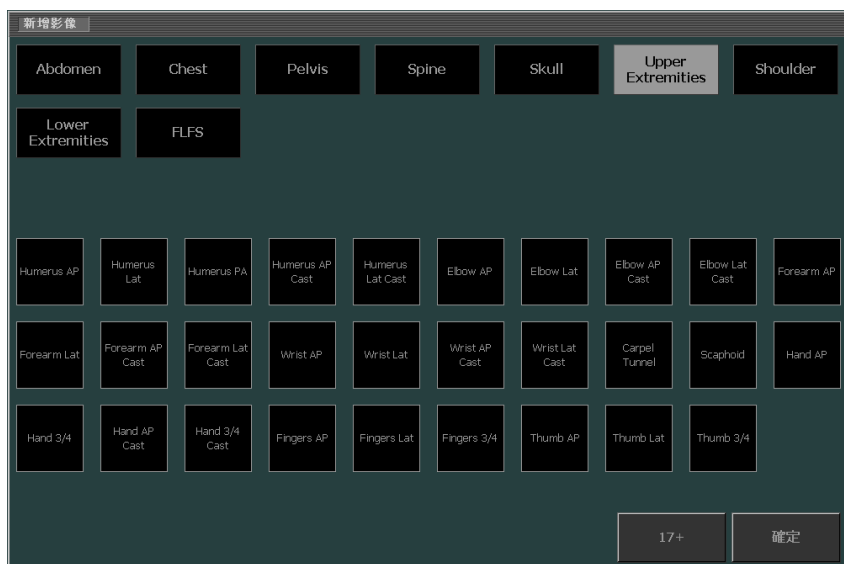 新增影像
Abdomen
Chest
Pelvis
Spine
Skull
Upper
Extremities
Shoulder
Lower
Extremities
FLFS
Humerus AP
Humerus
Lat
Humerus PA
Humerus AP
Cast
Humerus
Lat Cast
Elbow AP
Elbow Lat
Elbow AP
Cast
Elbow Lat
Cast
Forearm AP
Forearm Lat
Forearm AP
Cast
Forearm Lat
Cast
Wrist AP
Wrist Lat
Wrist AP
Cast
Wrist Lat
Cast
Carpel
Tunnel
Scaphoid
Hand AP
Hand 3/4
Hand AP
Cast
Hand 3/4
Cast
Fingers AP
Fingers Lat
Fingers 3/4
Thumb AP
Thumb Lat
Thumb 3/4
17+
確定